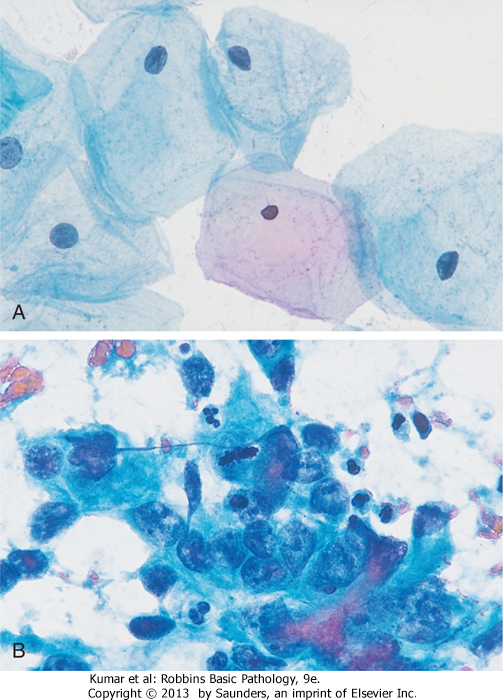 A
B
Kumar et al: Robbins Basic Pathology, 9e.
Copyright © 2013 by Saunders, an imprint of Elsevier Inc.